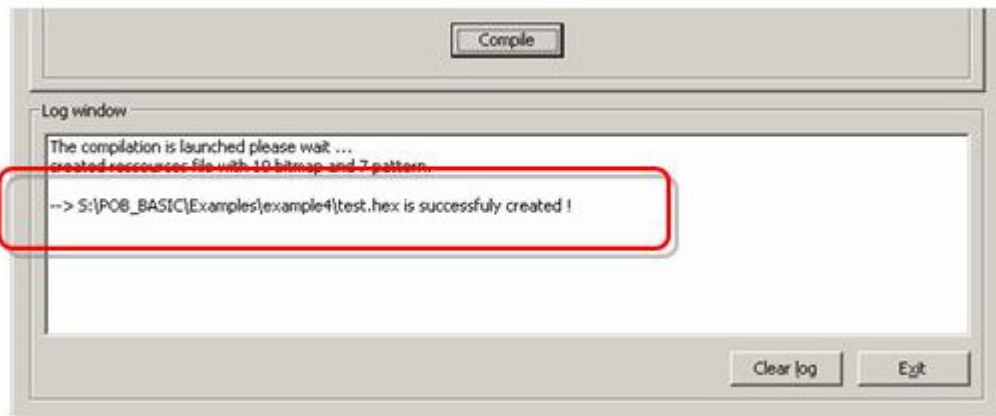 Compile
Log window
The compilation is launched please wait ...
created ressources file with 10 bitmap and 7 pattern.
--> S:\POB_BASIC\Examples\example4\test.hex is successfuly created !
Clear log
Exit